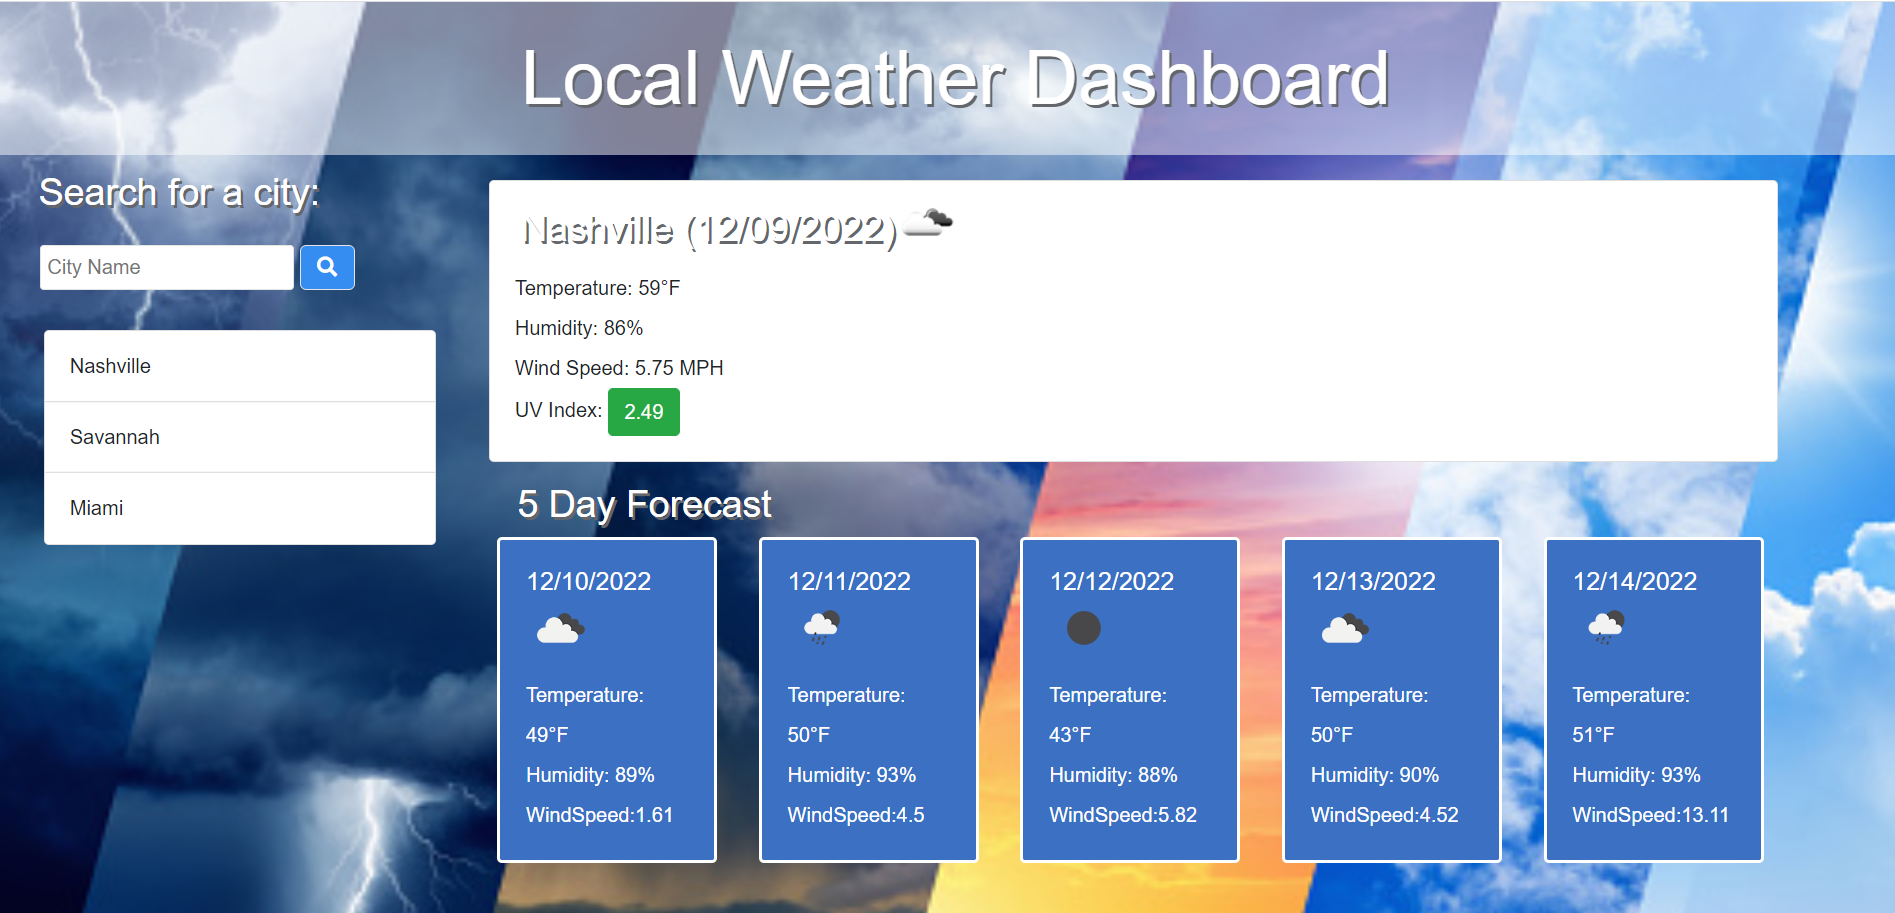 Local Weather Dashboard
Search for a city:
City Name
Nashville
Savannah
Miami
Nashville (12/09/2022)
Temperature: 59°F
Humidity: 86%
Wind Speed: 5.75 MPH
UV Index: 2.49
5 Day Forecast
12/10/2022
Temperature:
49°F
Humidity: 89%
WindSpeed:1.61
12/11/2022
Temperature:
50°F
Humidity: 93%
WindSpeed:4.5
12/12/2022
Temperature:
43°F
Humidity: 88%
WindSpeed:5.82
12/13/2022
Temperature:
50°F
Humidity: 90%
WindSpeed:4.52
12/14/2022
Temperature:
51°F
Humidity: 93%
WindSpeed:13.11